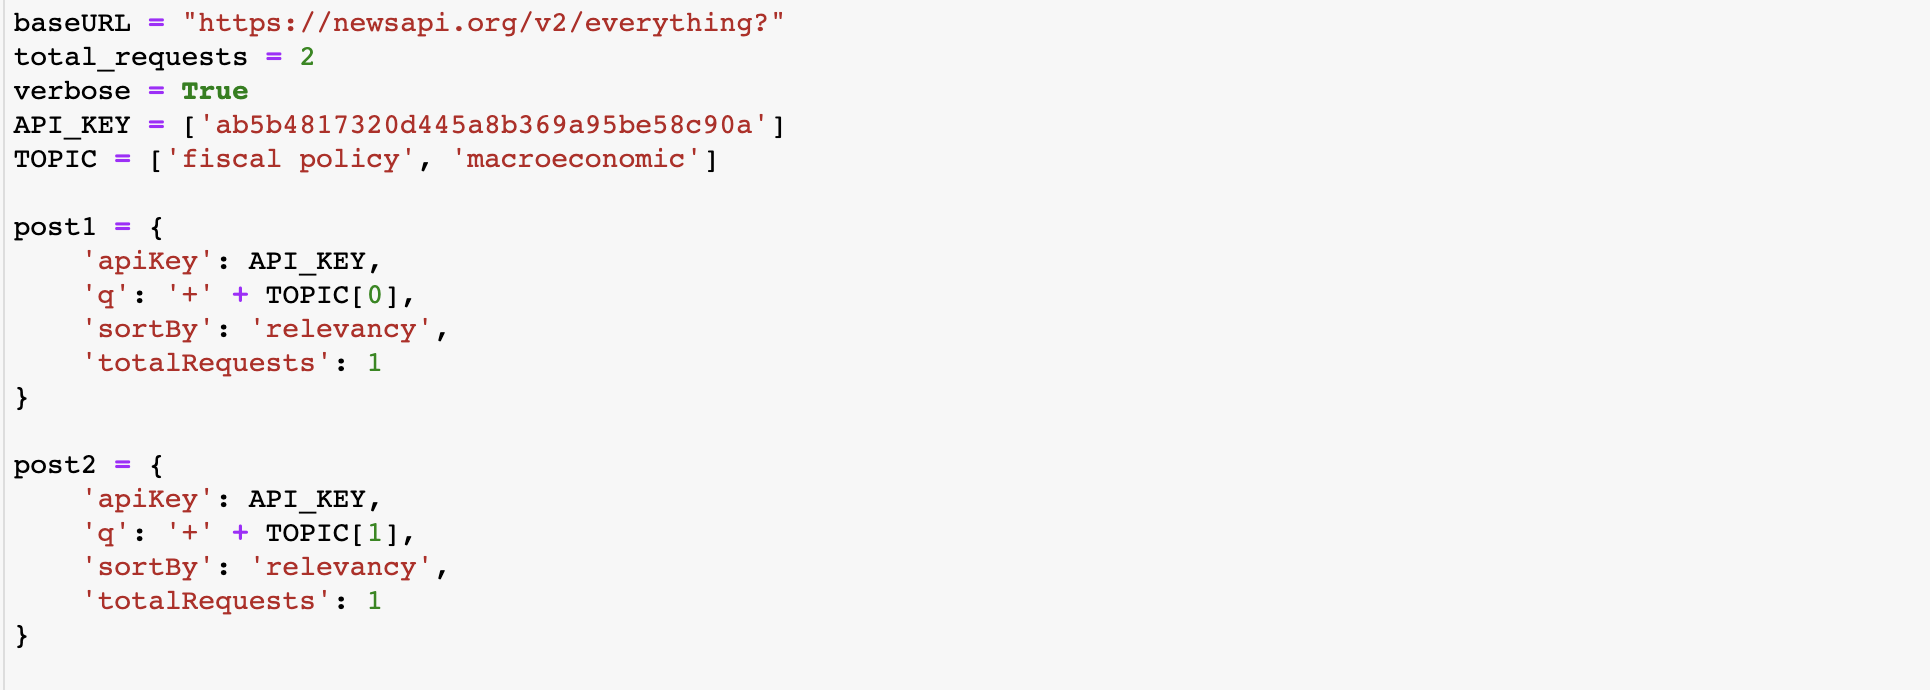 baseURL = "https://newsapi.org/v2/everything?"
total_requests = 2
verbose = True
API_KEY = ['ab5b4817320d445a8b369a95be58c90a']
TOPIC = ['fiscal policy', 'macroeconomic']
post1 = {
    'apiKey': API_KEY,
    'q': '+' + TOPIC[0],
    'sortBy': 'relevancy',
    'totalRequests': 1
}
post2 = {
    'apiKey': API_KEY,
    'q': '+' + TOPIC[1],
    'sortBy': 'relevancy',
    'totalRequests': 1
}